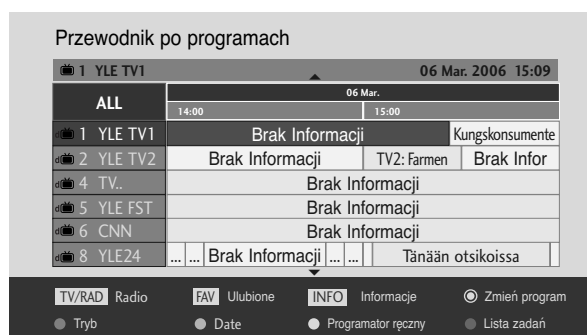 Przewodnik po programach
1 YLE TV1 06 Mar. 2006 15:09
ALL 06 Mar.
14:00 15:00
1 YLE TV1 Brak Informacji Kungskonsumente
2 YLE TV2 Brak Informacji TV2: Farmen Brak Infor
4 TV.. Brak Informacji
5 YLE FST Brak Informacji
6 CNN Brak Informacji
8 YLE24 ... ... Brak Informacji ... ... Tänään otsikoissa
TV/RAD Radio FAV Ulubione INFO Informacje Zmień program
Tryb Date Programator ręczny Lista zadań